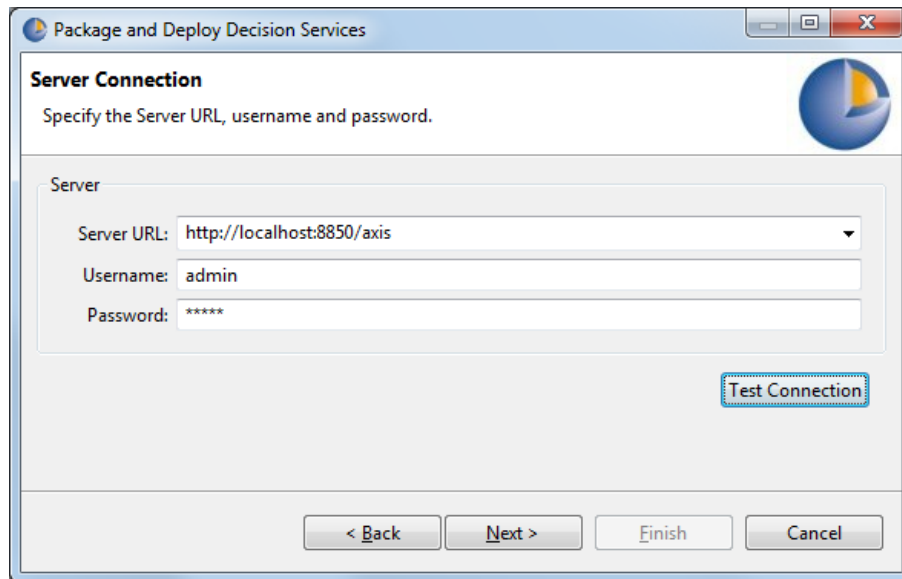 Package and Deploy Decision Services
Server Connection
Specify the Server URL, username and password.
Server
Server URL: http://localhost:8850/axis
Username: admin
Password: *****
Test Connection
< Back Next > Finish Cancel